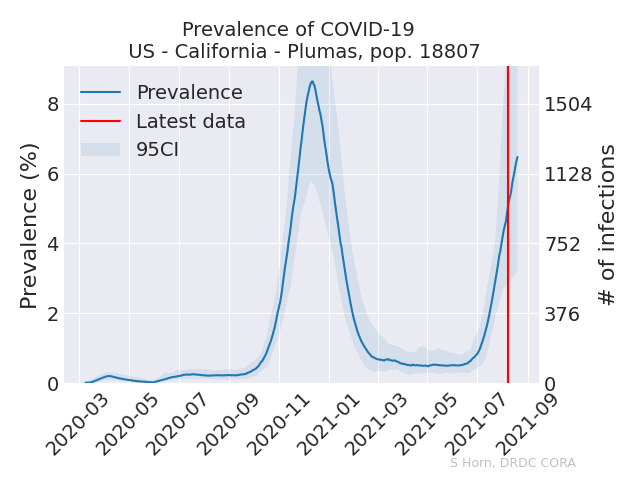 Prevalence of COVID-19
US - California - Plumas, pop. 18807
Prevalence
Latest data
95CI
Prevalence (%)
8
6
4
2
0
1504
1128
752
376
0
# of infections
2020-03
2020-05
2020-07
2020-09
2020-11
2021-01
2021-03
2021-05
2021-07
2021-09
S Horn, DRDC CORA